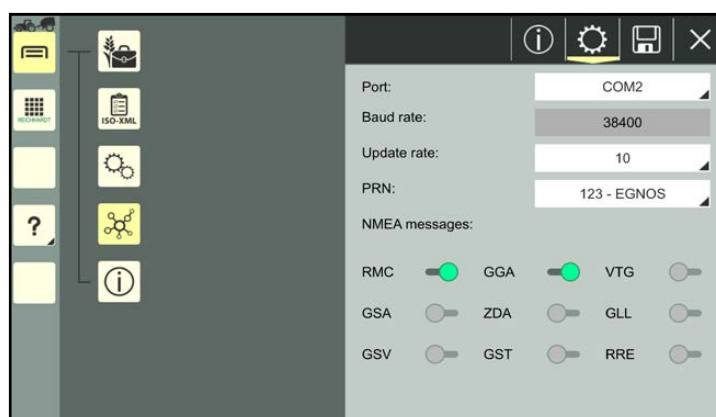 ISO-XML
REICHHARDT
?
Port: COM2
Baud rate: 38400
Update rate: 10
PRN: 123 - EGNOS
NMEA messages:
RMC GGA VTG
GSA ZDA GLL
GSV GST RRE